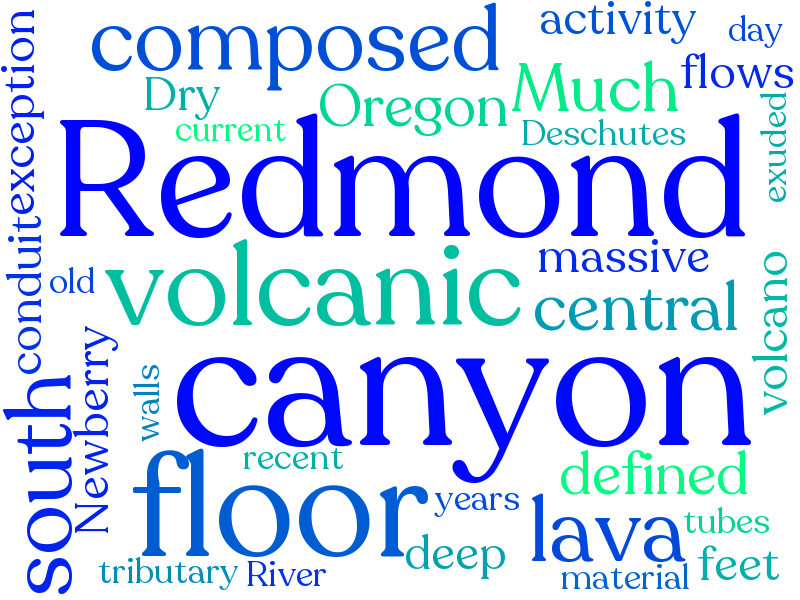 composed
activity
day
exception
Dry
Oregon
Much
flows
current
Deschutes
exuded
Redmond
conduit
old
volcanic
massive
central
volcano
canyon
south
Newberry
walls
floor
recent
years
defined
lava
tubes
deep
feet
tributary
River
material